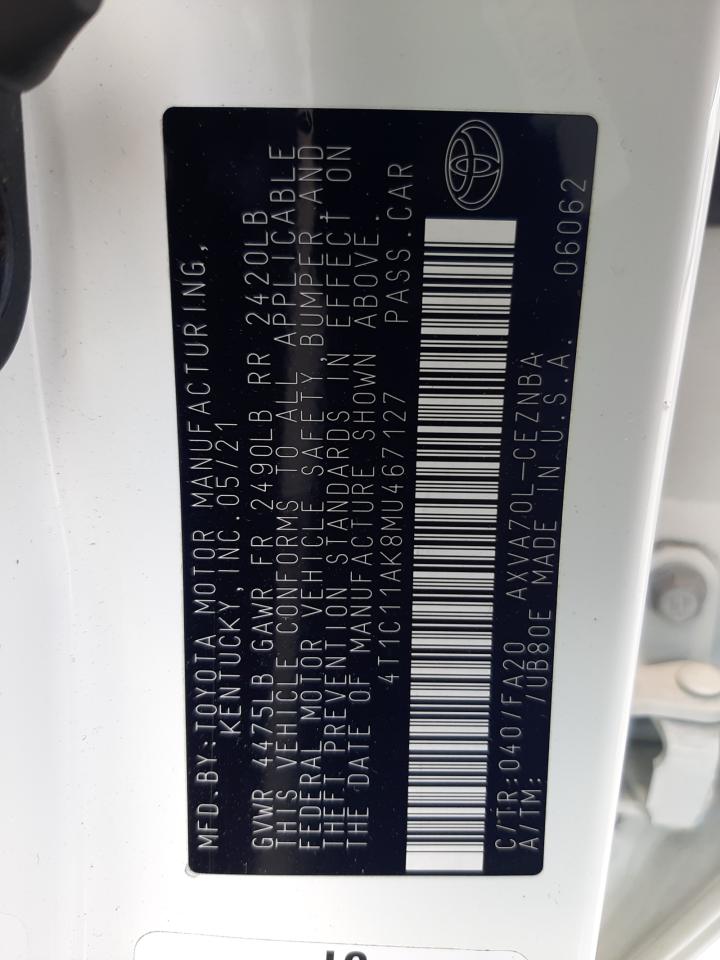 MFD.BY:TOYOTA MOTOR MANUFACTURING,
KENTUCKY, INC.05/21
GVWR 4475LB GAWR FR 2490LB RR 2420LB
THIS VEHICLE CONFORMS TO ALL APPLICABLE
FEDERAL MOTOR VEHICLE SAFETY, BUMPER AND
THEFT PREVENTION STANDARDS IN EFFECT ON
THE DATE OF MANUFACTURE SHOWN ABOVE.
4T1C11AK8MU467127 PASS.CAR
C/TR:040/FA20 AXVA70L-CEZNBA
A/TM: /UB80E MADE IN U.S.A. 06062